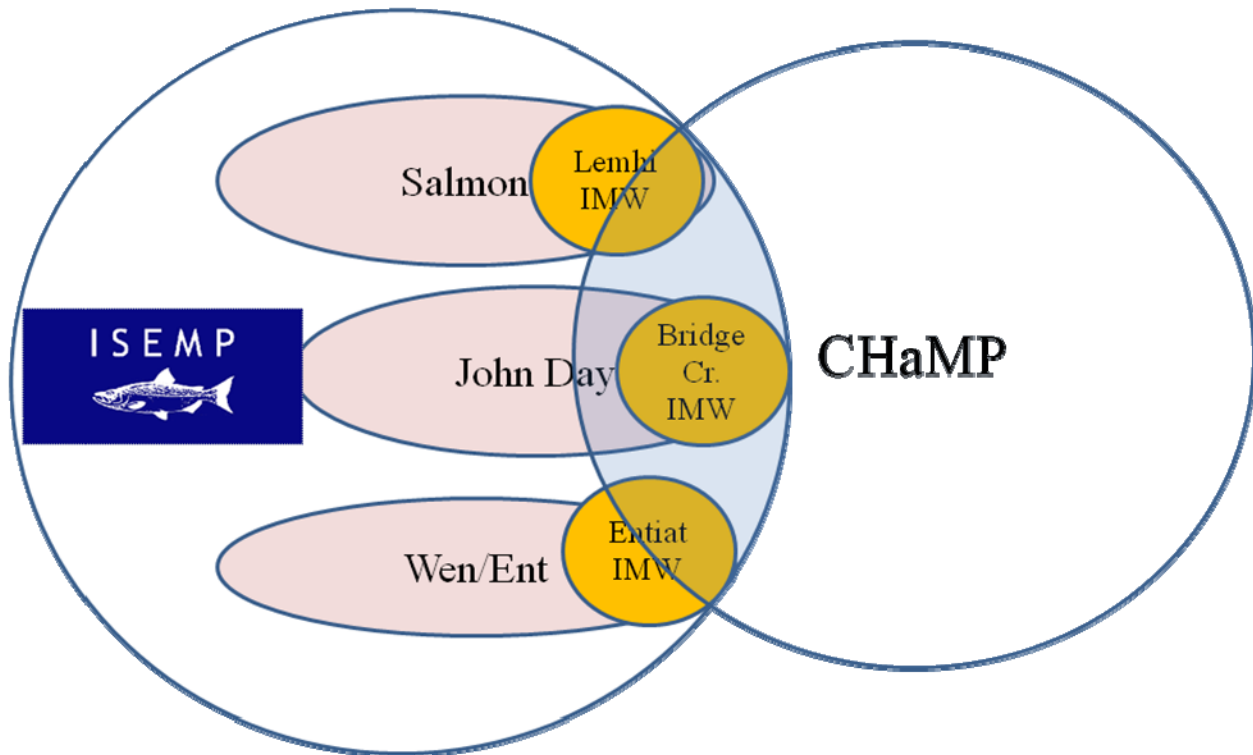 Salmon
Lemhi
IMW
ISEMP
John Day
Bridge
Cr.
IMW
CHaMP
Wen/Ent
Entiat
IMW